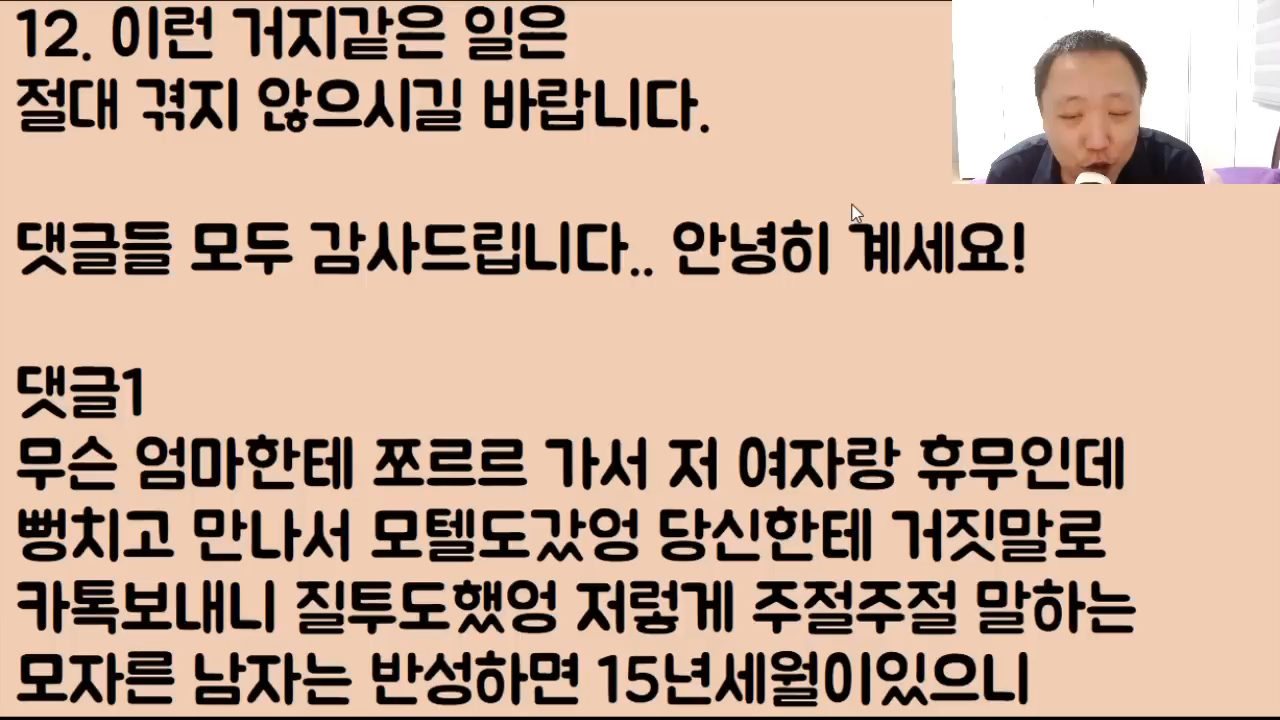 12. 이런 거지같은 일은
절대 겪지 않으시길 바랍니다.
댓글들 모두 감사드립니다.. 안녕히 계세요!
댓글1
무슨 엄마한테 쪼르르 가서 저 여자랑 휴무인데
뻥치고 만나서 모텔도갔엉 당신한테 거짓말로
카톡보내니 질투도했엉 저렇게 주절주절 말하는
모자른 남자는 반성하면 15년세월이있으니